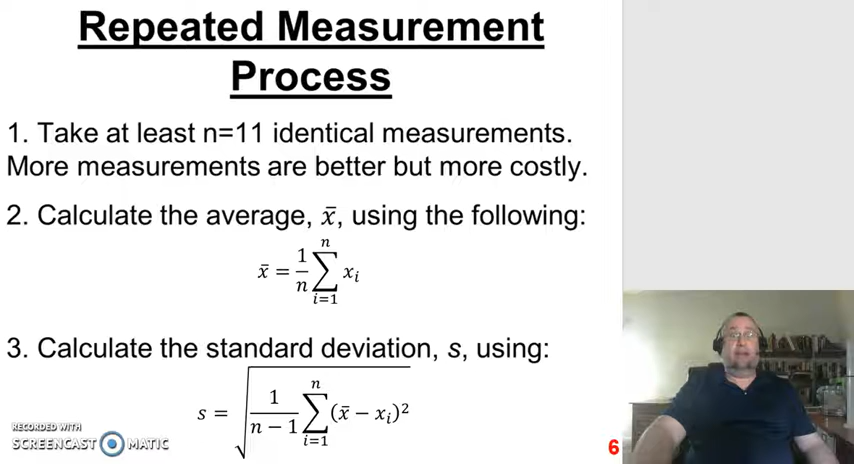 Repeated Measurement
Process
1. Take at least n=11 identical measurements.
More measurements are better but more costly.
2. Calculate the average, x̄, using the following:
x̄ = 1/n ∑_{i=1}^{n} x_i
3. Calculate the standard deviation, s, using:
s = √(1/(n − 1) ∑_{i=1}^{n} (x̄ − x_i)²)
RECORDED WITH
SCREENCAST MATIC
6